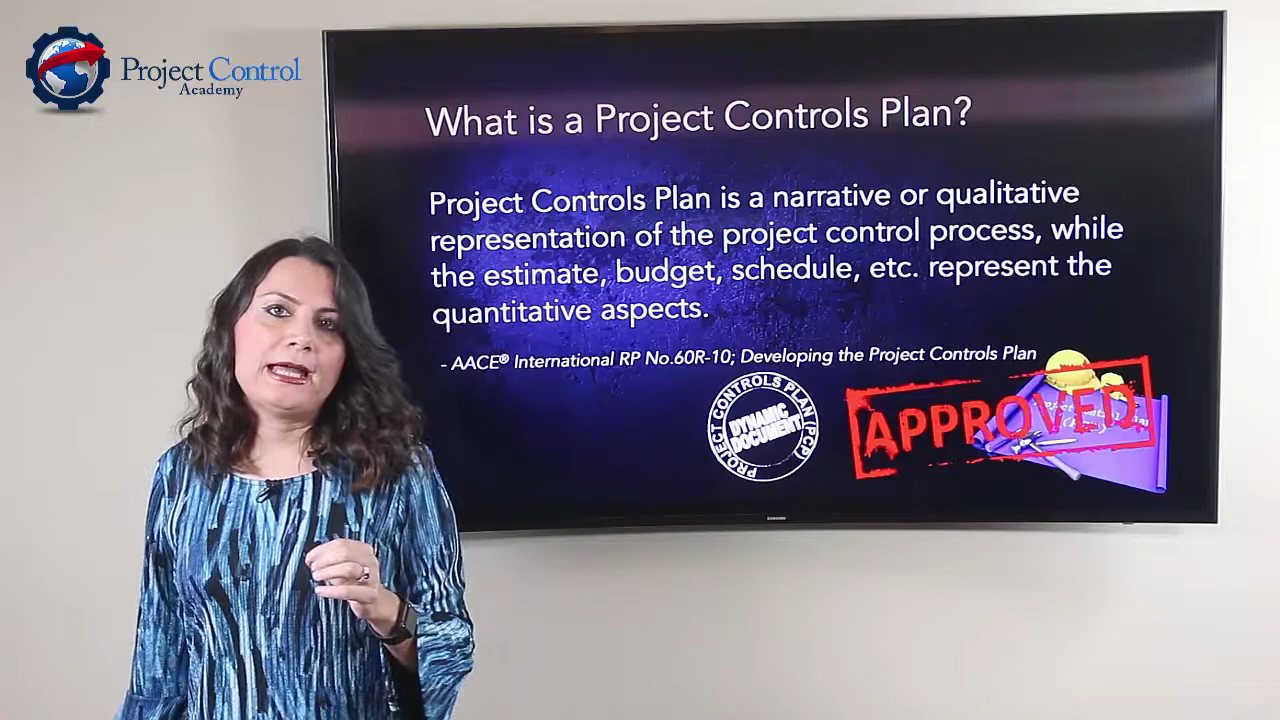 Project Control
Academy
What is a Project Controls Plan?
Project Controls Plan is a narrative or qualitative
representation of the project control process, while
the estimate, budget, schedule, etc. represent the
quantitative aspects.
- AACE® International RP No.60R-10; Developing the Project Controls Plan
PROJECT CONTROLS PLAN (PCP)
DYNAMIC
DOCUMENT
APPROVED
SAMSUNG